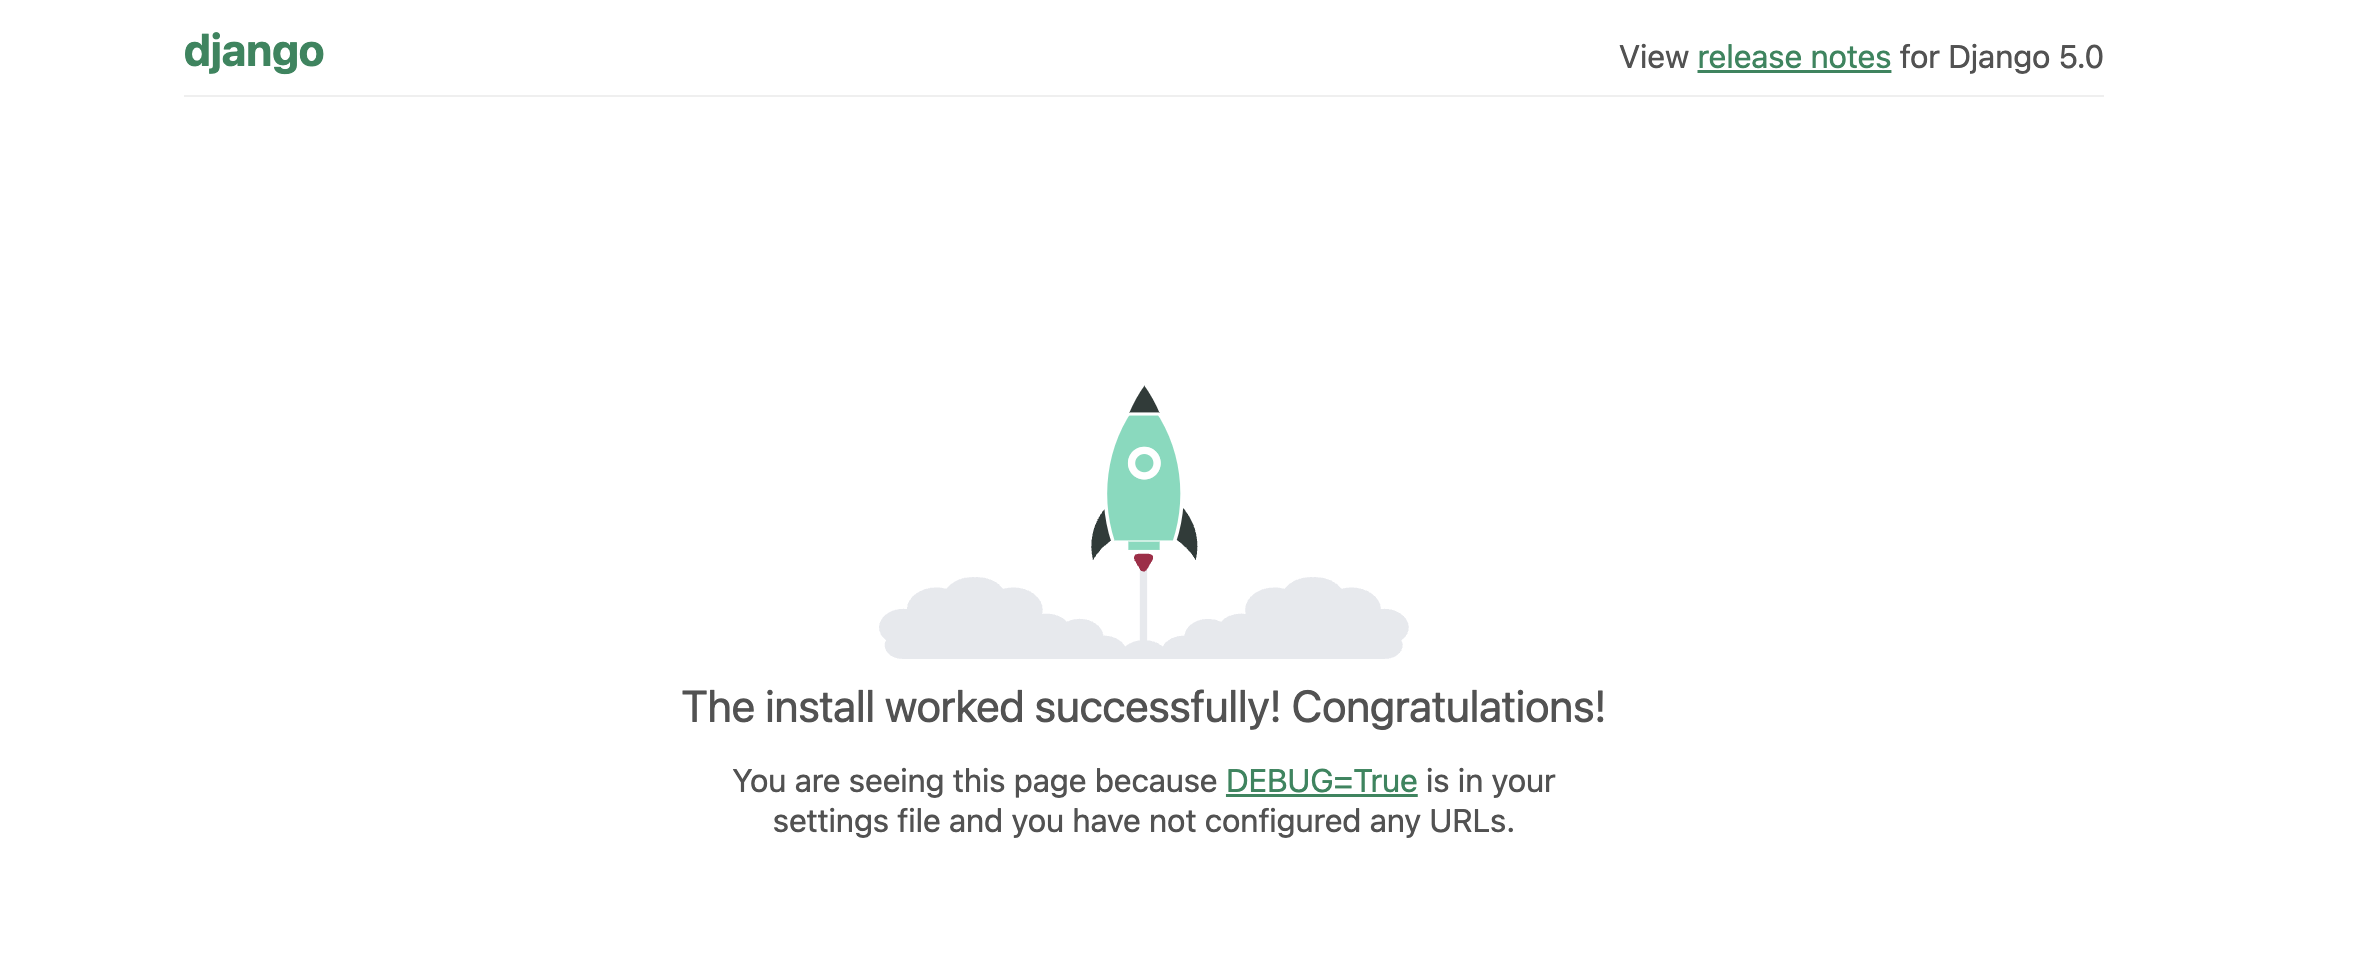 django
View release notes for Django 5.0
The install worked successfully! Congratulations!
You are seeing this page because DEBUG=True is in your
settings file and you have not configured any URLs.